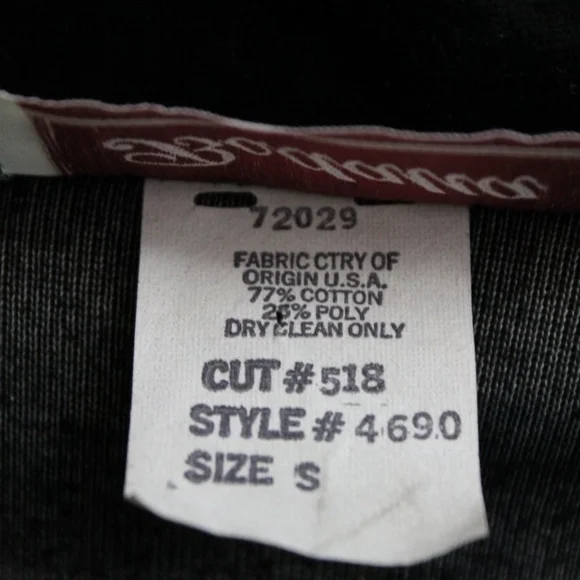 72029
FABRIC CTRY OF
ORIGIN U.S.A.
77% COTTON
POLY
DRY CLEAN ONLY
CUT # 518
STYLE # 4690
SIZE S